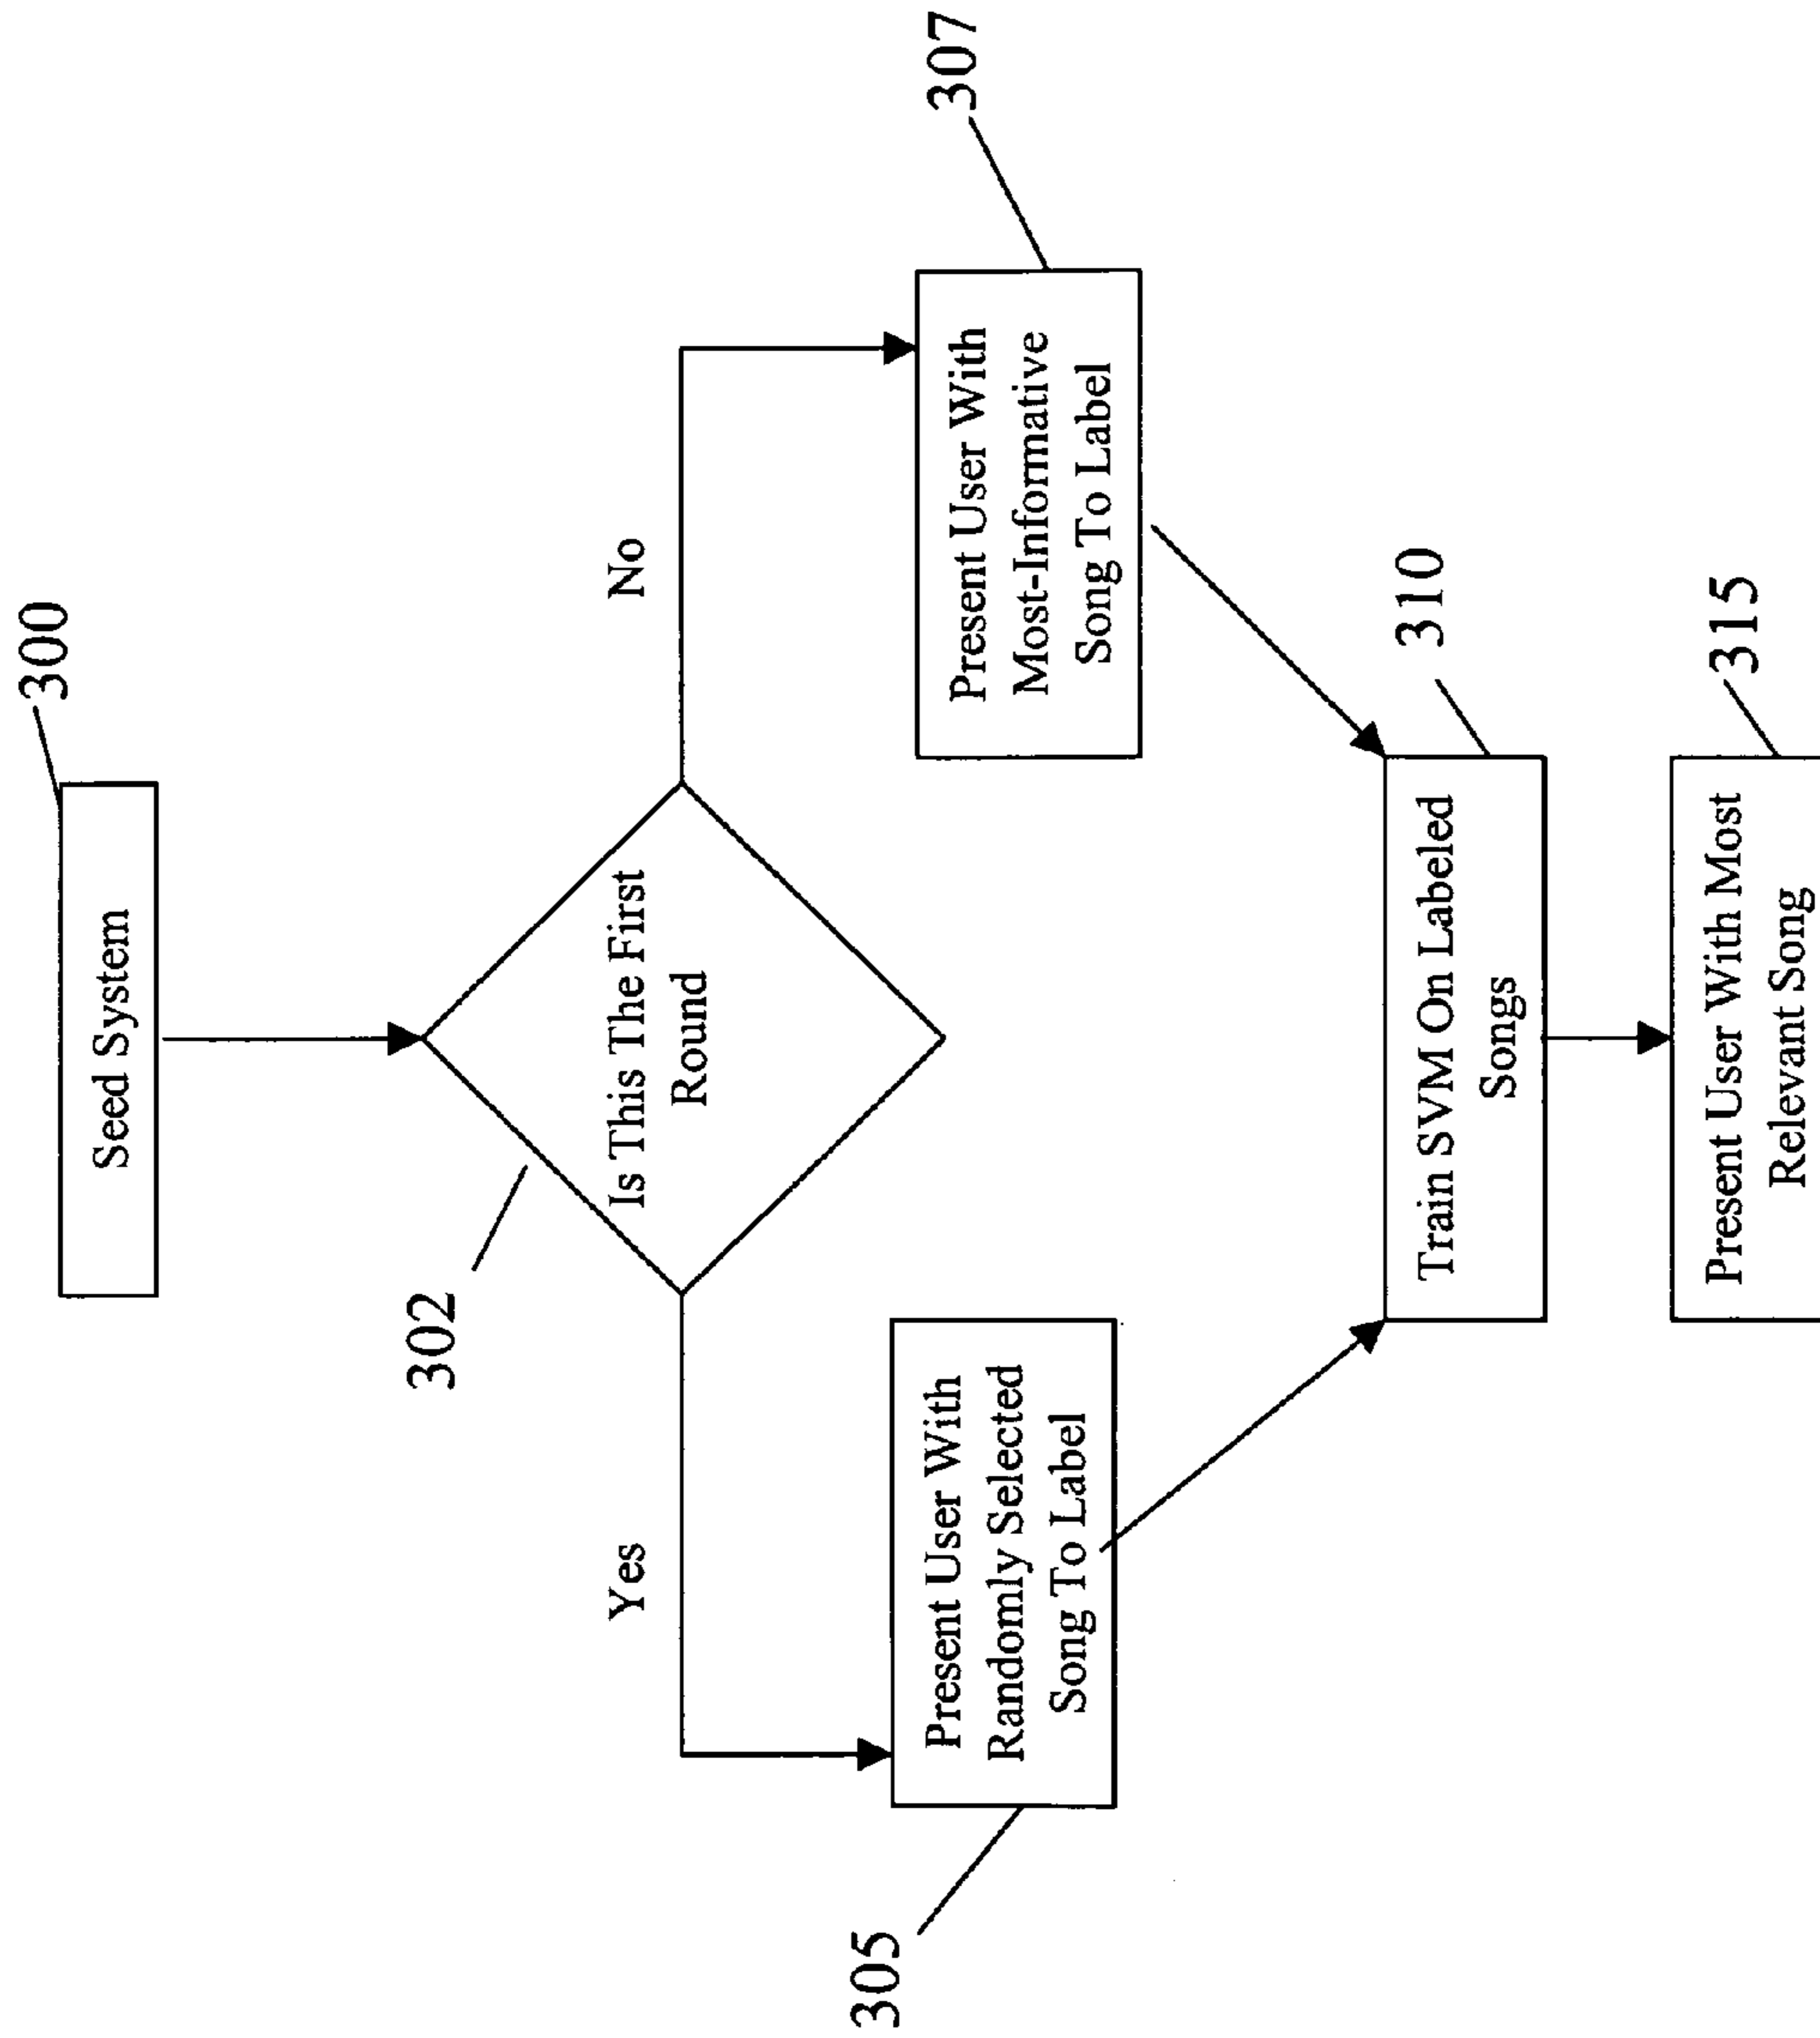 300
Seed System
302
Is This The First
Round
Yes
No
305
Present User With
Randomly Selected
Song To Label
307
Present User With
Most-Informative
Song To Label
310
Train SVM On Labeled
Songs
315
Present User With Most
Relevant Song